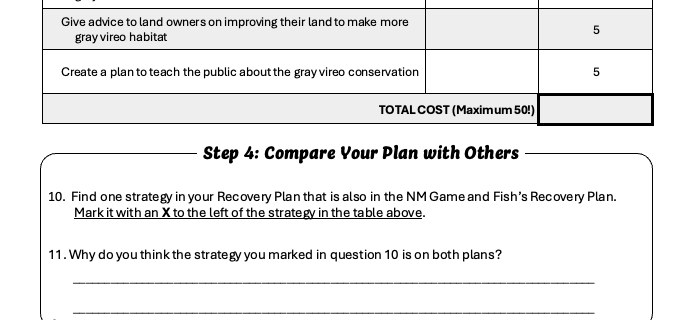 Give advice to land owners on improving their land to make more
gray vireo habitat
5
Create a plan to teach the public about the gray vireo conservation
5
TOTAL COST (Maximum 50!)
Step 4: Compare Your Plan with Others
10. Find one strategy in your Recovery Plan that is also in the NM Game and Fish's Recovery Plan.
Mark it with an X to the left of the strategy in the table above.
11. Why do you think the strategy you marked in question 10 is on both plans?